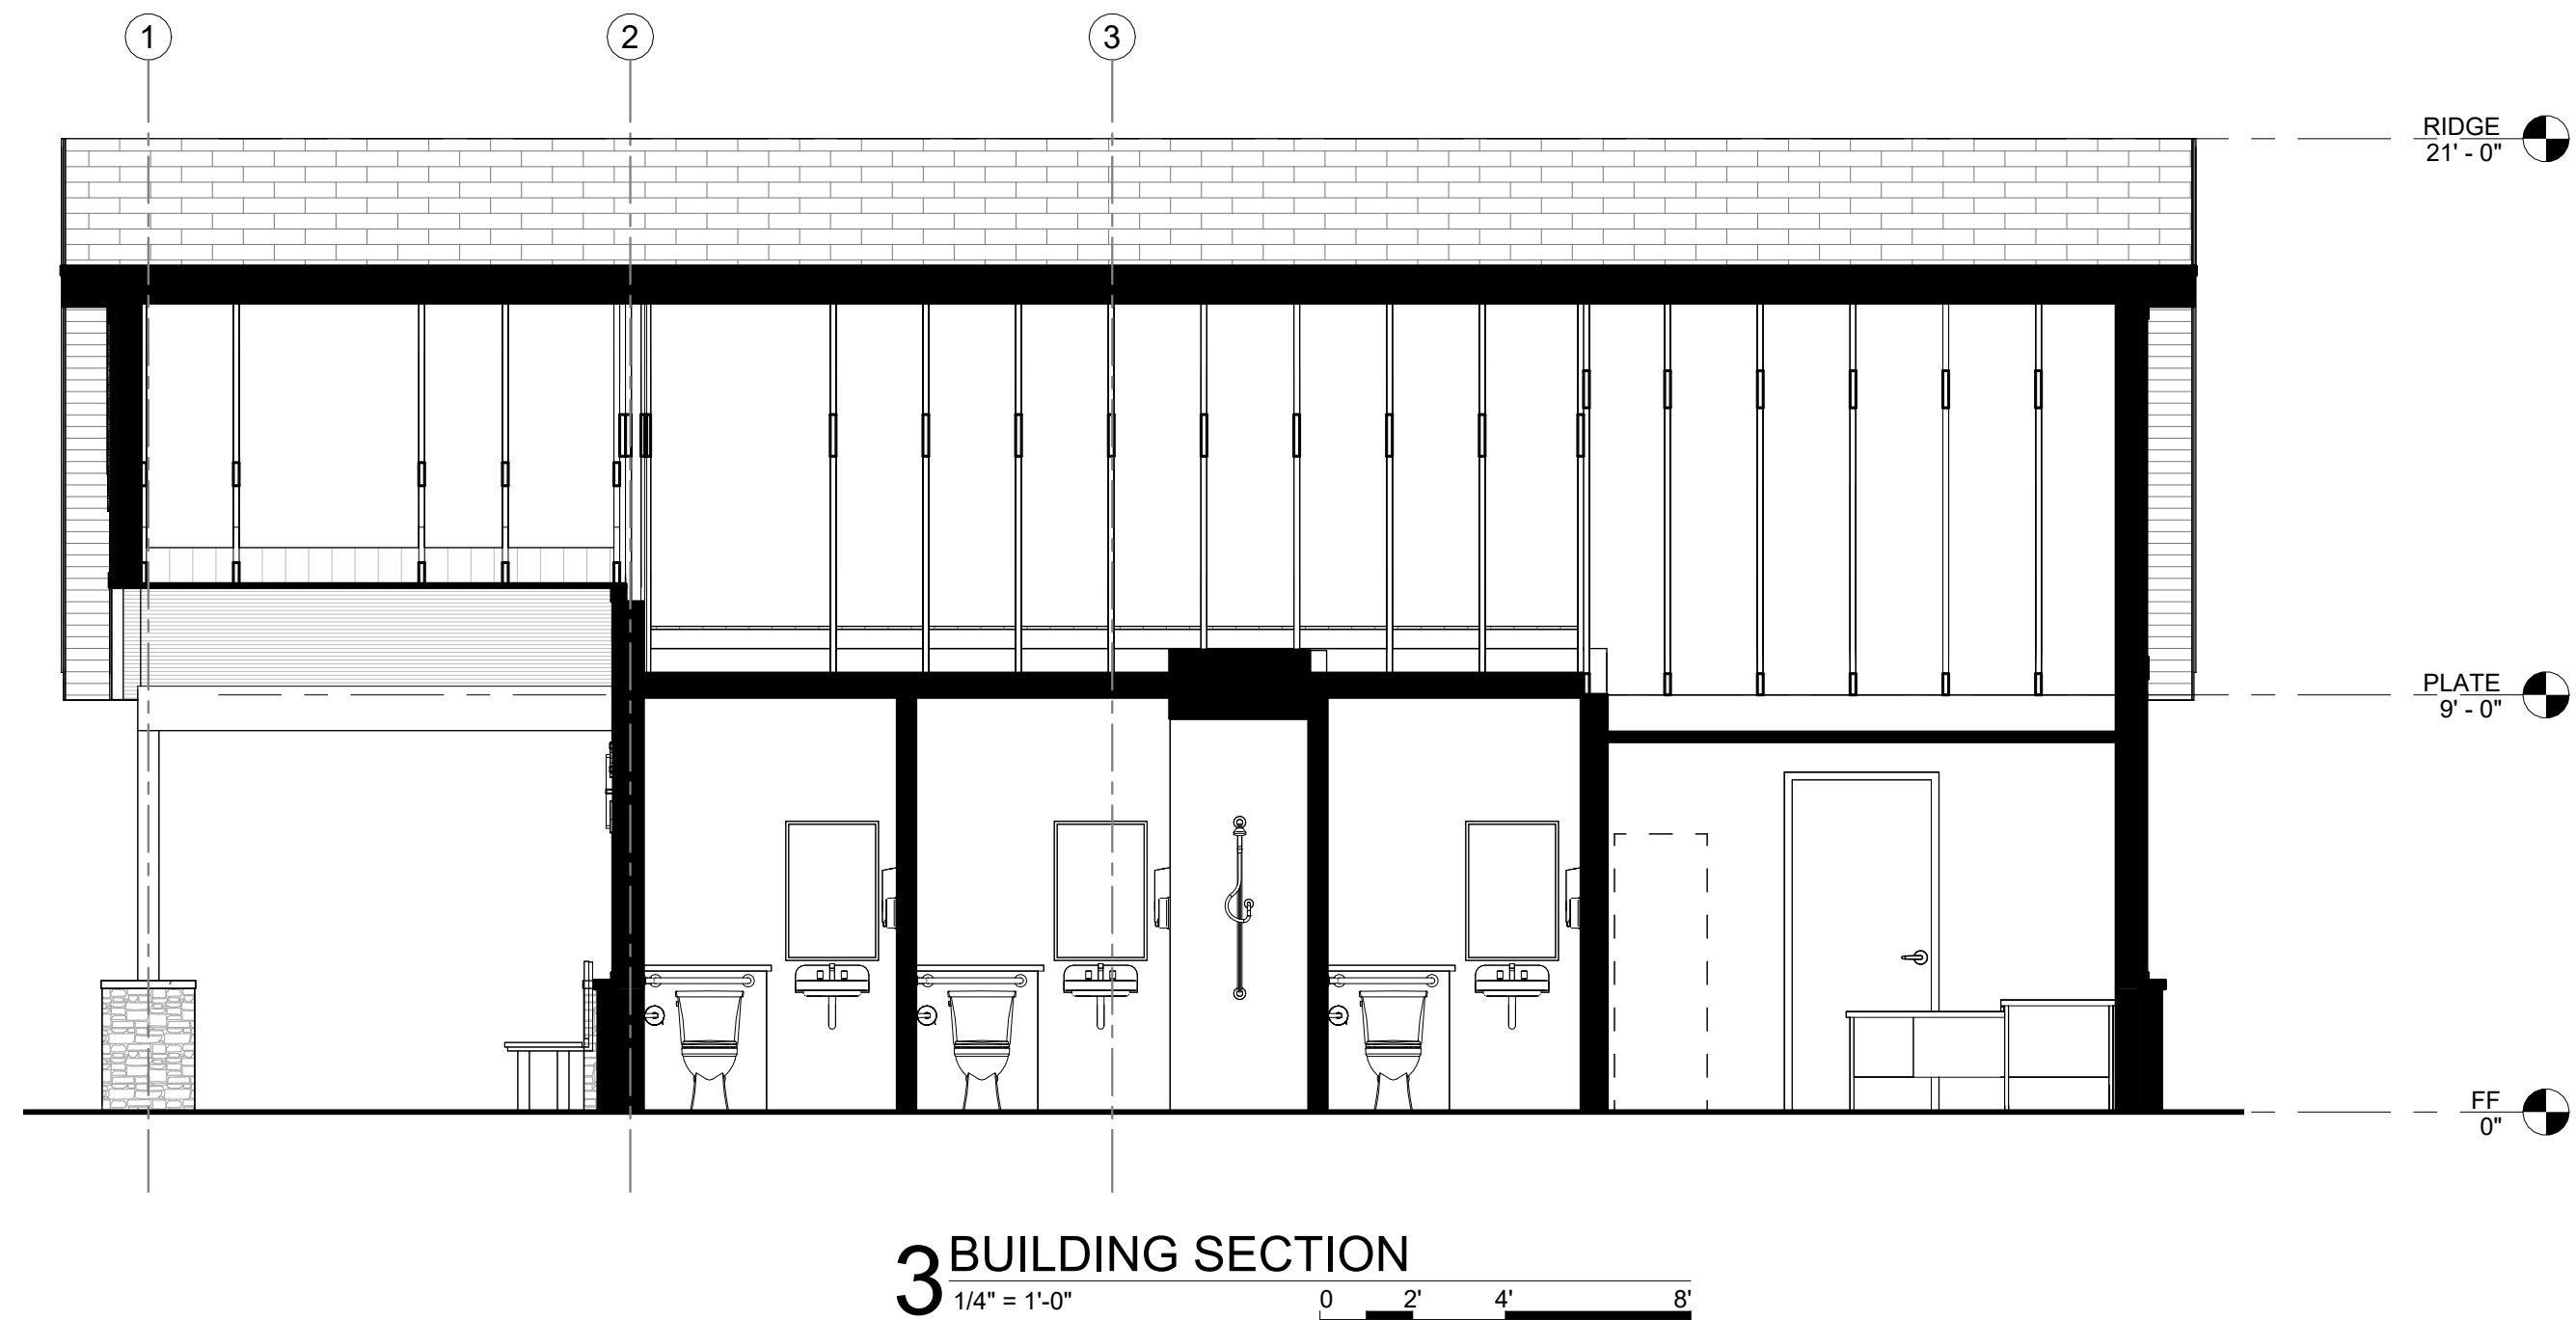 1 2 3
RIDGE
21' - 0"
PLATE
9' - 0"
FF
0"
3 BUILDING SECTION
1/4" = 1'-0"
0 2' 4' 8'